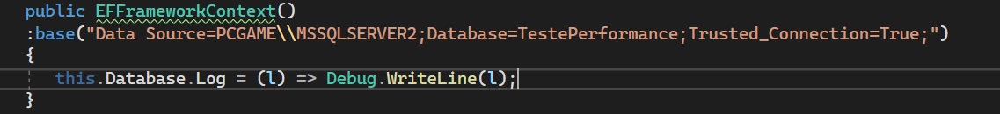 public EFFrameworkContext()
:base("Data Source=PCGAME\\MSSQLSERVER2;Database=TestePerformance;Trusted_Connection=True;")
{
this.Database.Log = (l) => Debug.WriteLine(l);
}